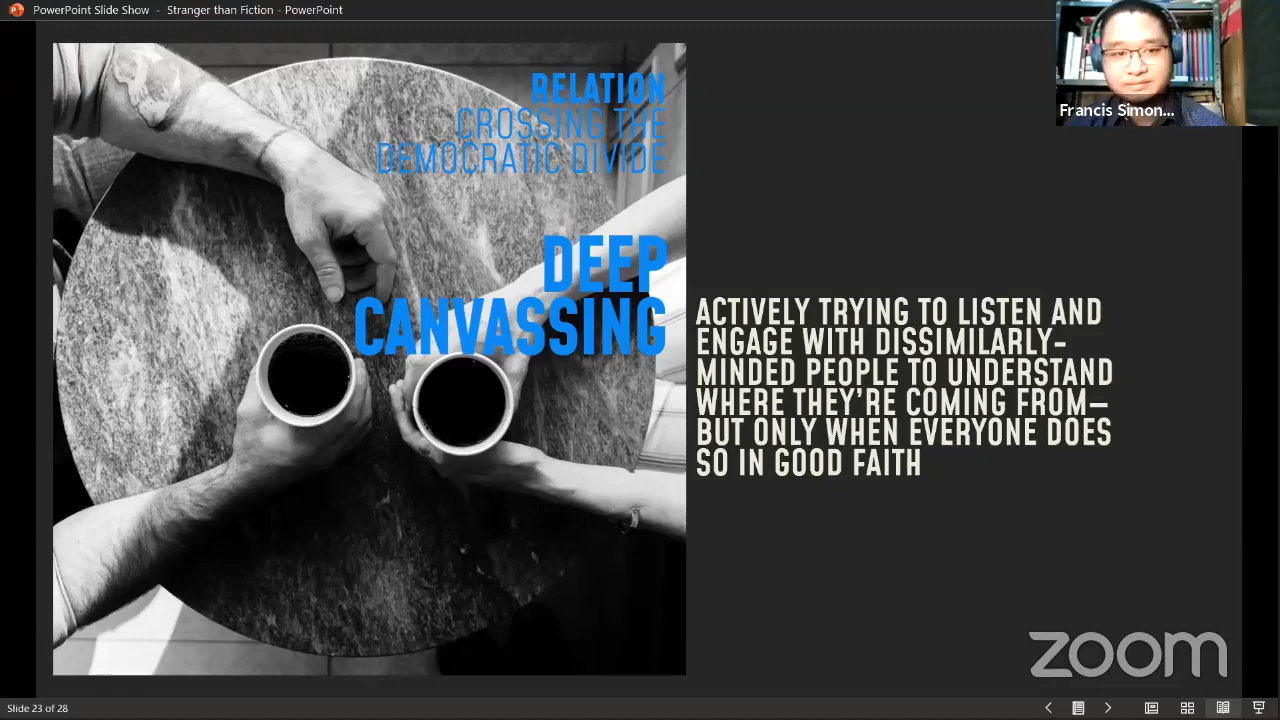 PowerPoint Slide Show - Stranger than Fiction - PowerPoint
RELATION
CROSSING THE
DEMOCRATIC DIVIDE
DEEP
CANVASSING
ACTIVELY TRYING TO LISTEN AND
ENGAGE WITH DISSIMILARLY-
MINDED PEOPLE TO UNDERSTAND
WHERE THEY'RE COMING FROM—
BUT ONLY WHEN EVERYONE DOES
SO IN GOOD FAITH
Francis Simon...
zoom
Slide 23 of 28